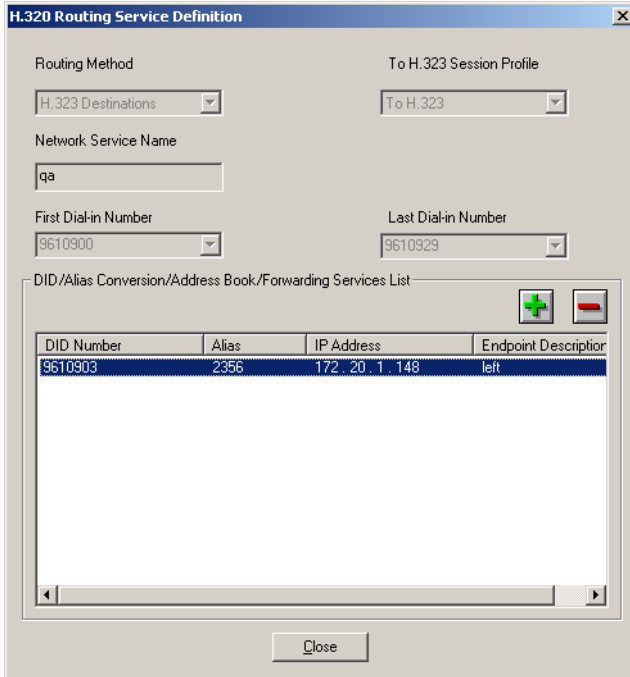 H.320 Routing Service Definition
Routing Method To H.323 Session Profile
H.323 Destinations To H.323
Network Service Name
qa
First Dial-in Number Last Dial-in Number
9610900 9610929
DID/Alias Conversion/Address Book/Forwarding Services List
DID Number Alias IP Address Endpoint Description
9610903 2356 172 . 20 . 1 . 148 left
Close